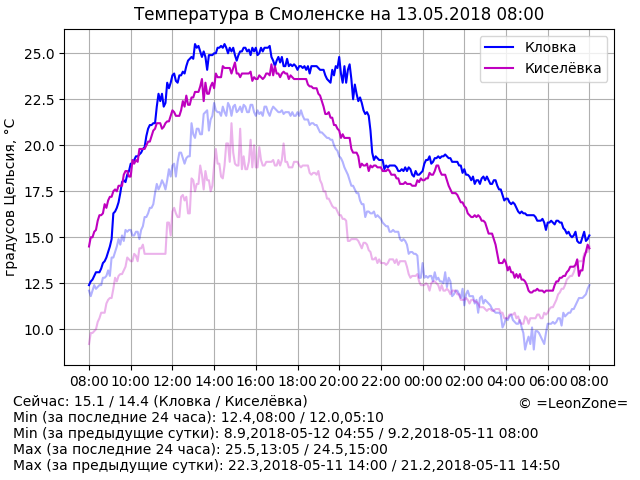 Температура в Смоленске на 13.05.2018 08:00
градусов Цельсия, °C
25.0
22.5
20.0
17.5
15.0
12.5
10.0
Кловка
Киселёвка
08:00 10:00 12:00 14:00 16:00 18:00 20:00 22:00 00:00 02:00 04:00 06:00 08:00
Сейчас: 15.1 / 14.4 (Кловка / Киселёвка)
© =LeonZone=
Min (за последние 24 часа): 12.4,08:00 / 12.0,05:10
Min (за предыдущие сутки): 8.9,2018-05-12 04:55 / 9.2,2018-05-11 08:00
Max (за последние 24 часа): 25.5,13:05 / 24.5,15:00
Max (за предыдущие сутки): 22.3,2018-05-11 14:00 / 21.2,2018-05-11 14:50